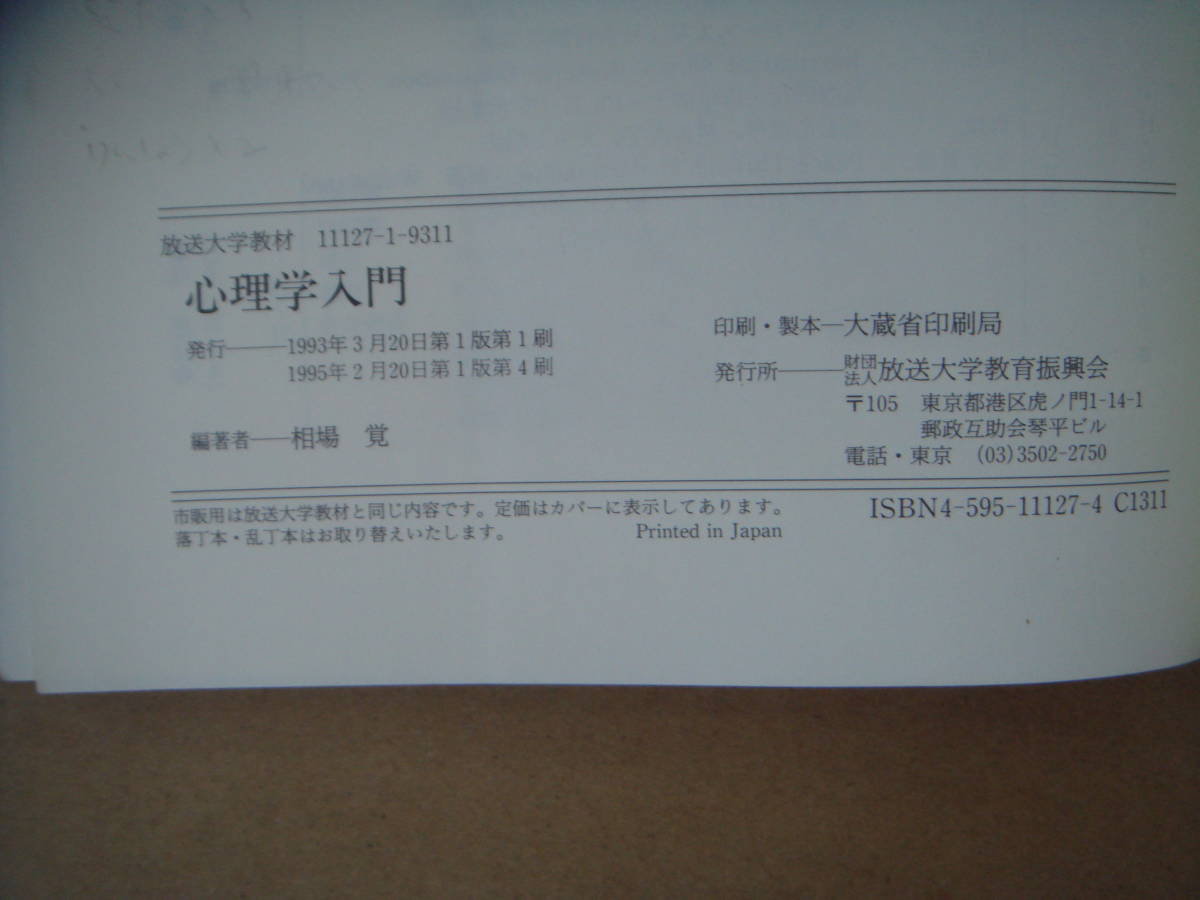 放送大学教材 11127-1-9311
心理学入門
発行――1993年3月20日第1版第1刷
1995年2月20日第1版第4刷
編著者―相場 覚
印刷・製本―大蔵省印刷局
発行所――財団法人放送大学教育振興会
〒105 東京都港区虎ノ門1-14-1
郵政互助会琴平ビル
電話・東京 (03)3502-2750
市販用は放送大学教材と同じ内容です。定価はカバーに表示してあります。
落丁本・乱丁本はお取り替えいたします。 Printed in Japan
ISBN4-595-11127-4 C1311